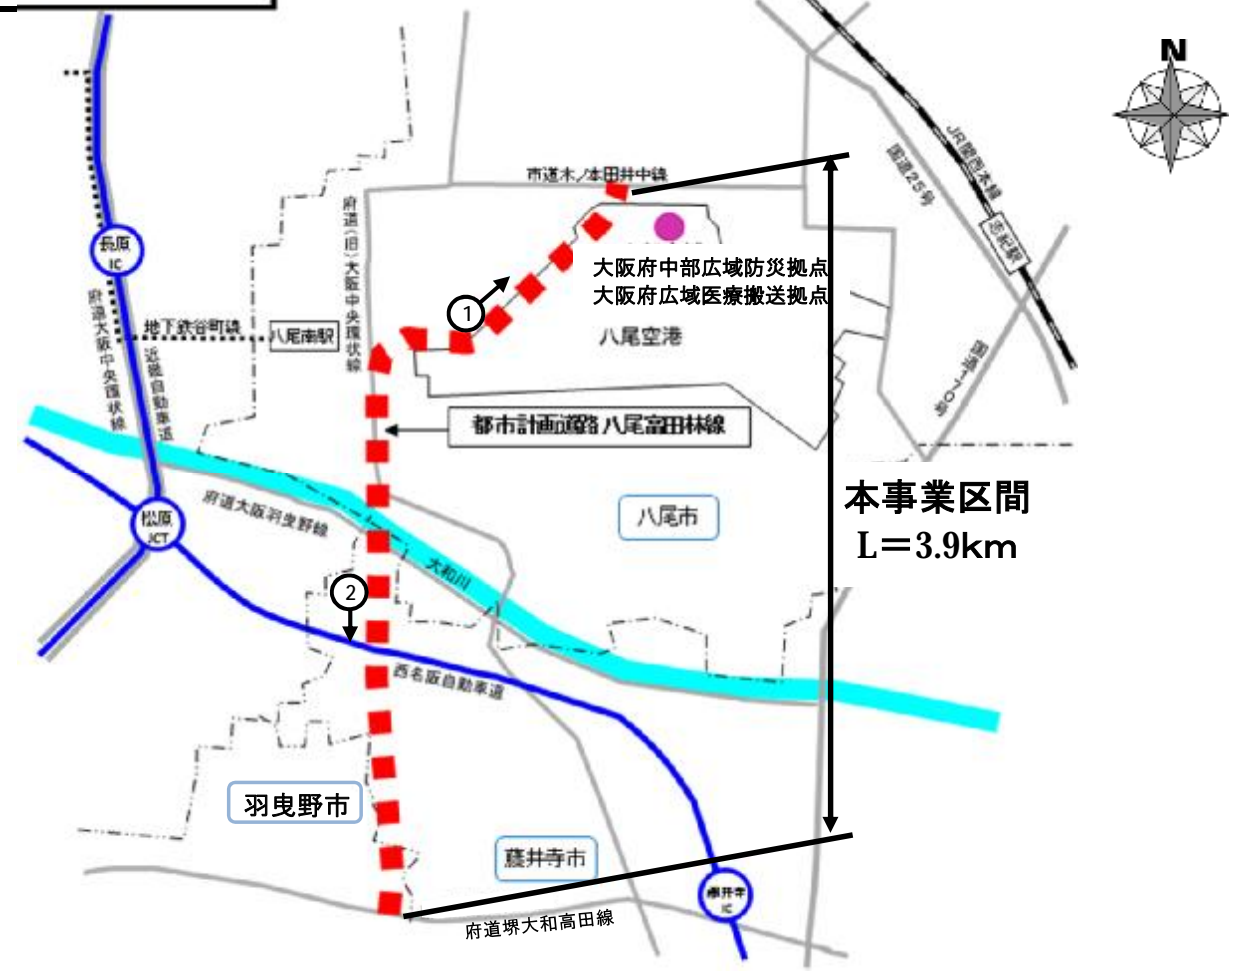 N
JR関西本線
国道25号
志紀駅
市道木ノ本田井中線
長原
IC
府道(旧)大阪中央環状線
大阪府中部広域防災拠点
大阪府広域医療搬送拠点
1
八尾空港
地下鉄谷町線
八尾南駅
府道大阪中央環状線
近畿自動車道
国道170号
都市計画道路 八尾富田林線
本事業区間
L=3.9km
府道大阪羽曳野線
松原
JCT
八尾市
大和川
2
西名阪自動車道
羽曳野市
藤井寺市
藤井寺
IC
府道堺大和高田線